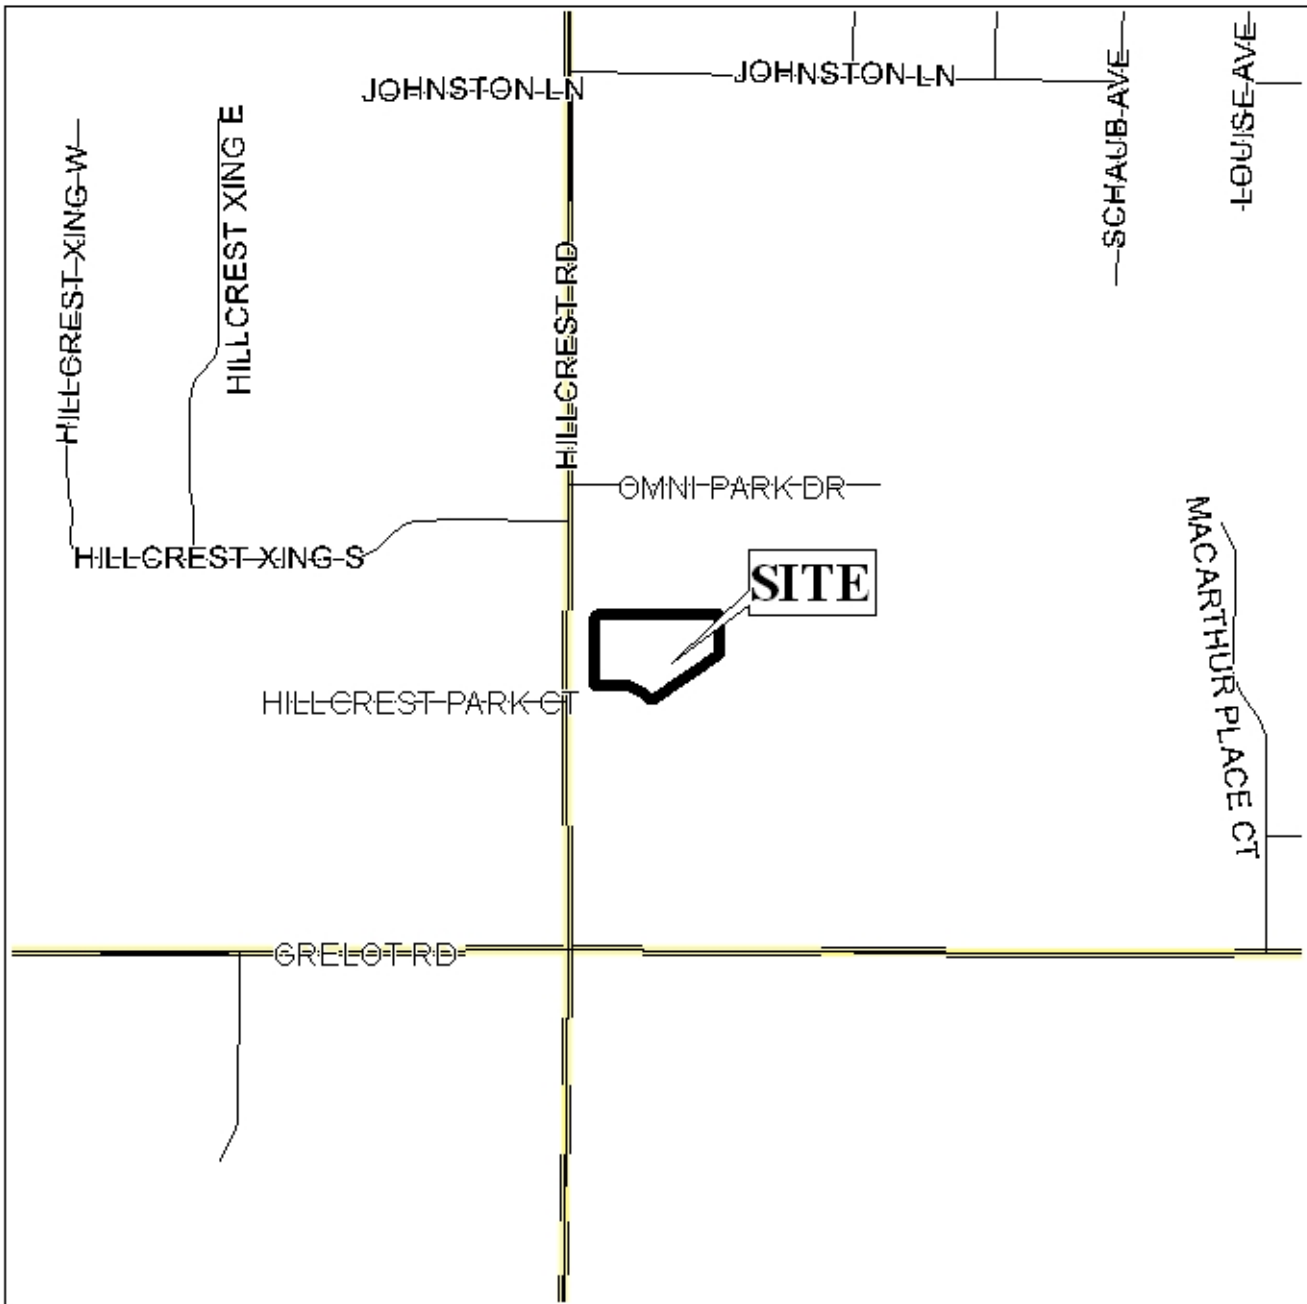 JOHNSTON LN
JOHNSTON LN
SCHAUB AVE
LOUISE AVE
HILLCREST XING W
HILLCREST XING E
HILLCREST RD
OMNI PARK DR
HILLCREST XING S
SITE
MACARTHUR PLACE CT
HILLCREST PARK CT
GRELOT RD